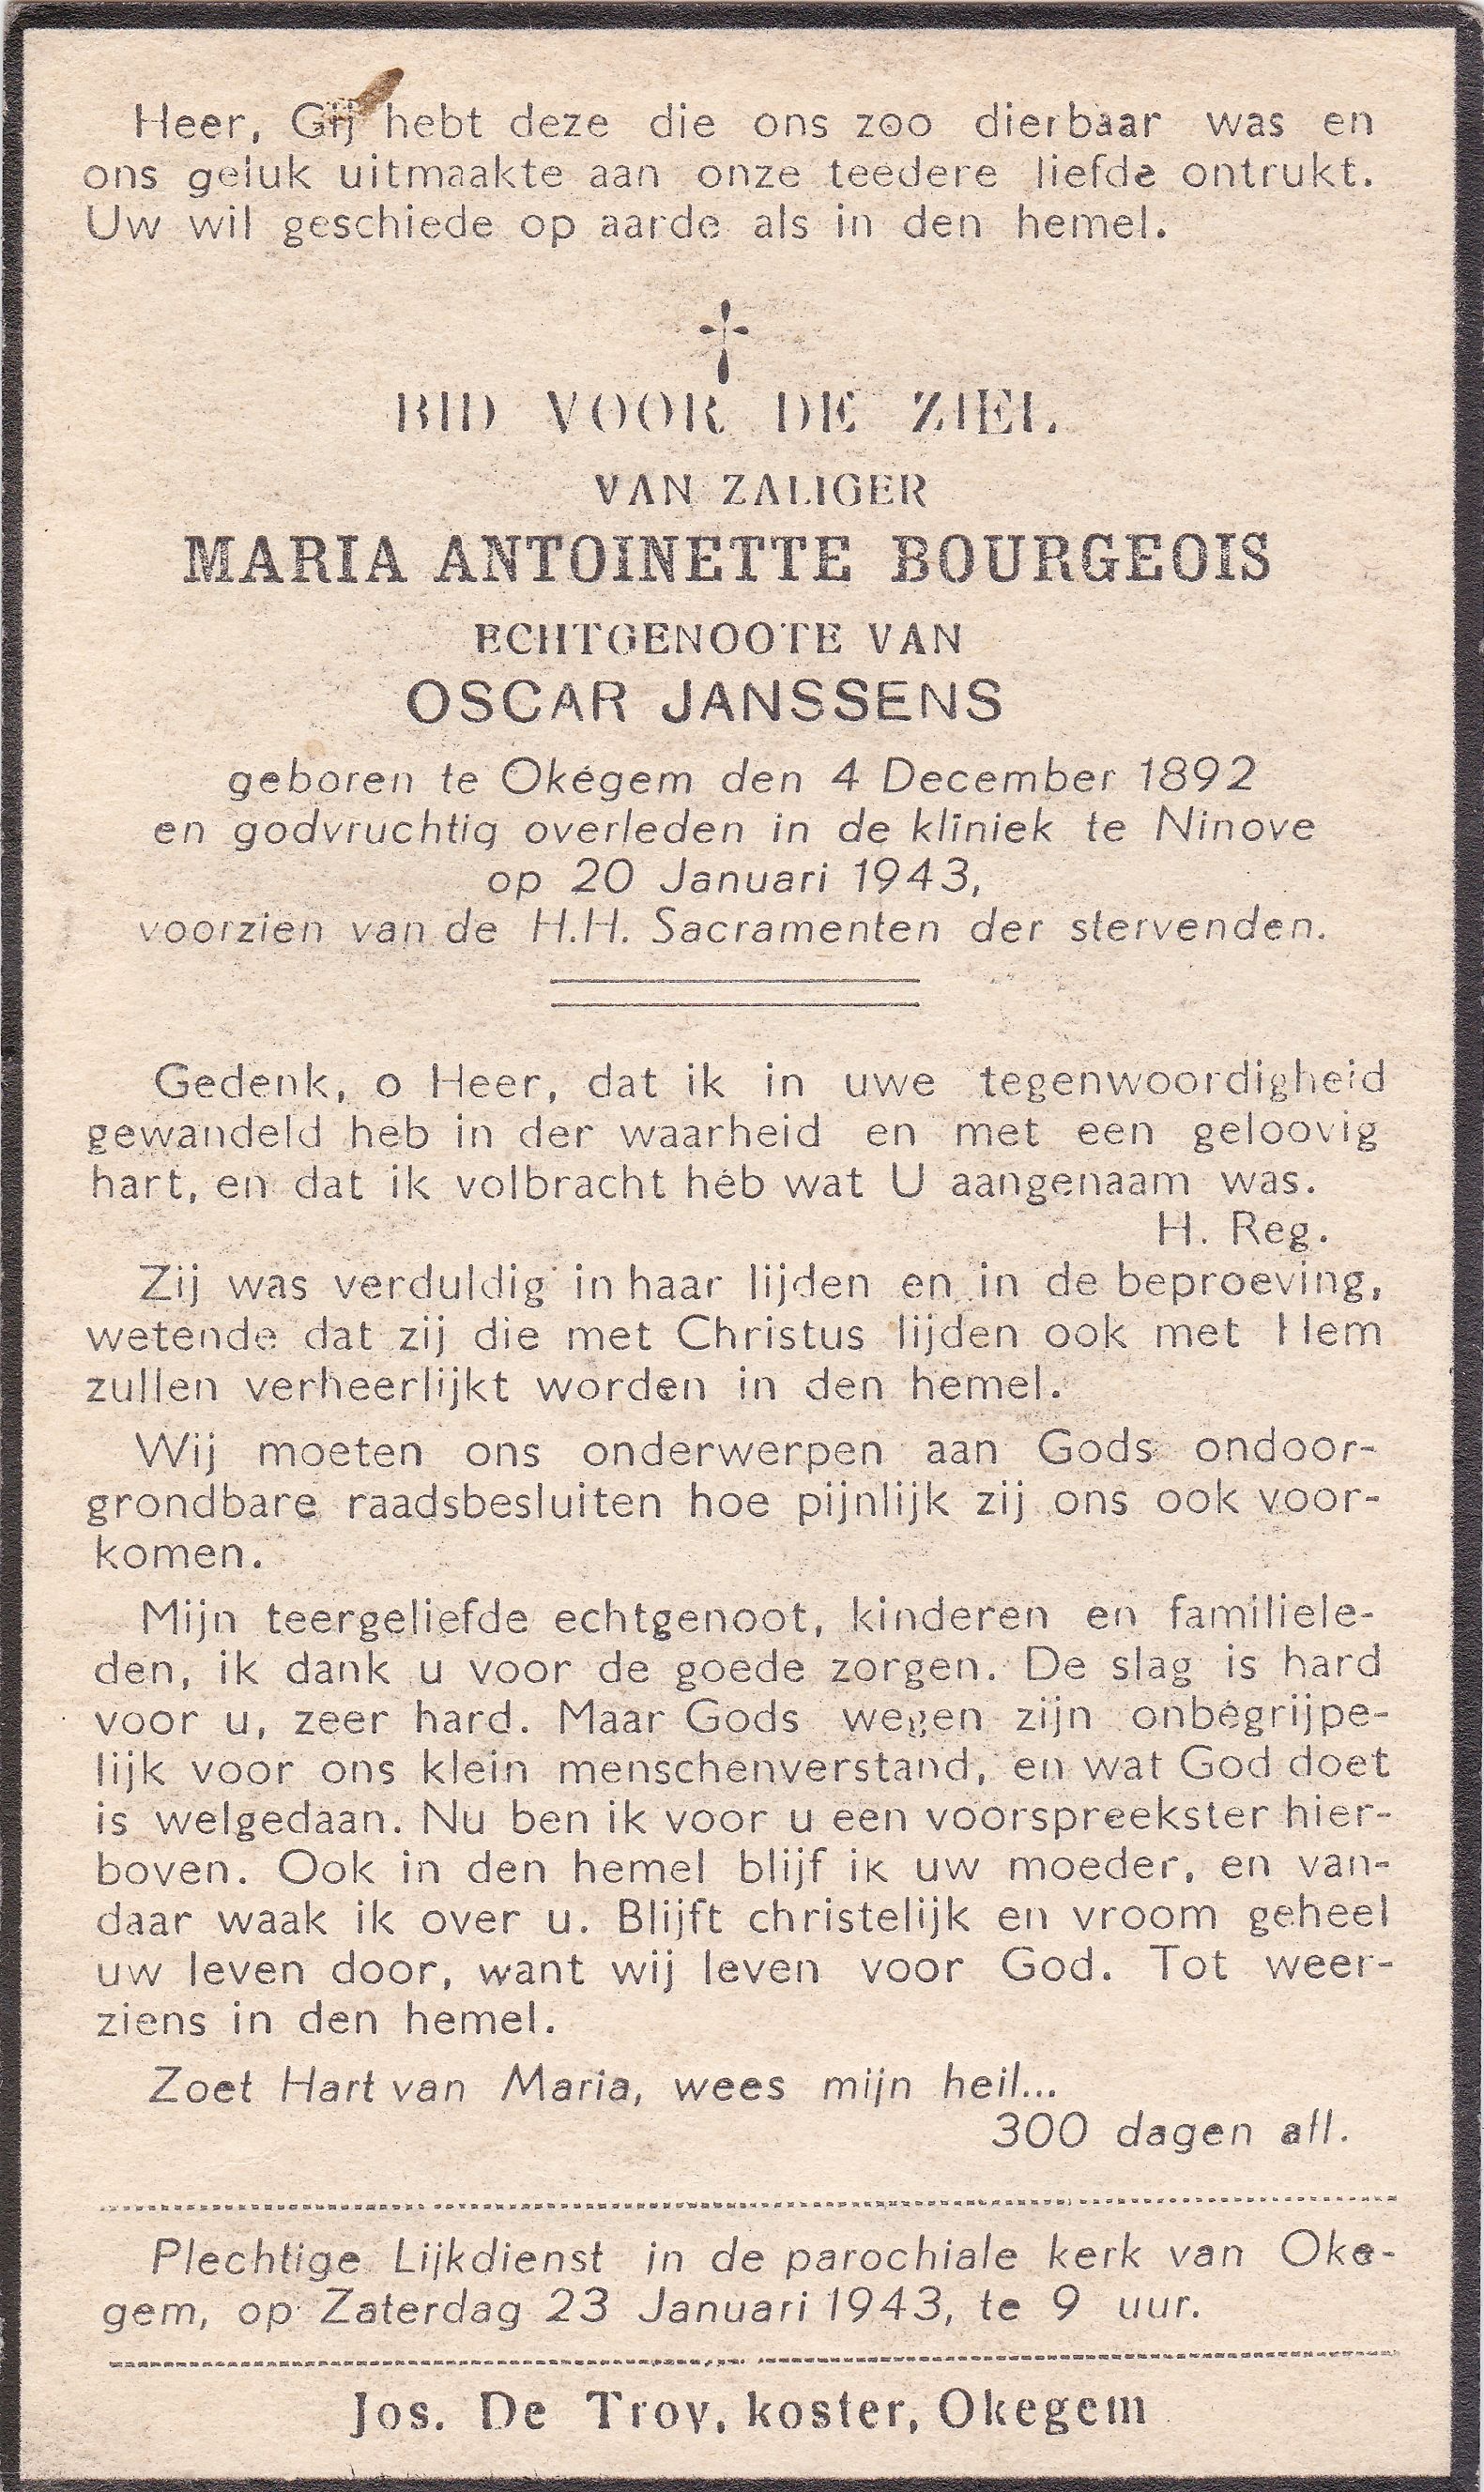 Heer, Gij hebt deze die ons zoo dierbaar was en
ons geluk uitmaakte aan onze teedere liefde ontrukt.
Uw wil geschiede op aarde als in den hemel.
BID VOOR DE ZIEL
VAN ZALIGER
MARIA ANTOINETTE BOURGEOIS
ECHTGENOOTE VAN
OSCAR JANSSENS
geboren te Okegem den 4 December 1892
en godvruchtig overleden in de kliniek te Ninove
op 20 Januari 1943,
voorzien van de H.H. Sacramenten der stervenden.
Gedenk, o Heer, dat ik in uwe tegenwoordigheid
gewandeld heb in der waarheid en met een geloovig
hart, en dat ik volbracht heb wat U aangenaam was.
H. Reg.
Zij was verduldig in haar lijden en in de beproeving,
wetende dat zij die met Christus lijden ook met Hem
zullen verheerlijkt worden in den hemel.
Wij moeten ons onderwerpen aan Gods ondoor-
grondbare raadsbesluiten hoe pijnlijk zij ons ook voor-
komen.
Mijn teergeliefde echtgenoot, kinderen en familiele-
den, ik dank u voor de goede zorgen. De slag is hard
voor u, zeer hard. Maar Gods wegen zijn onbegrijpe-
lijk voor ons klein menschenverstand, en wat God doet
is welgedaan. Nu ben ik voor u een voorspreekster hier-
boven. Ook in den hemel blijf ik uw moeder, en van-
daar waak ik over u. Blijft christelijk en vroom geheel
uw leven door, want wij leven voor God. Tot weer-
ziens in den hemel.
Zoet Hart van Maria, wees mijn heil...
300 dagen afl.
Plechtige Lijkdienst in de parochiale kerk van Oke-
gem, op Zaterdag 23 Januari 1943, te 9 uur.
Jos. De Troy, koster, Okegem